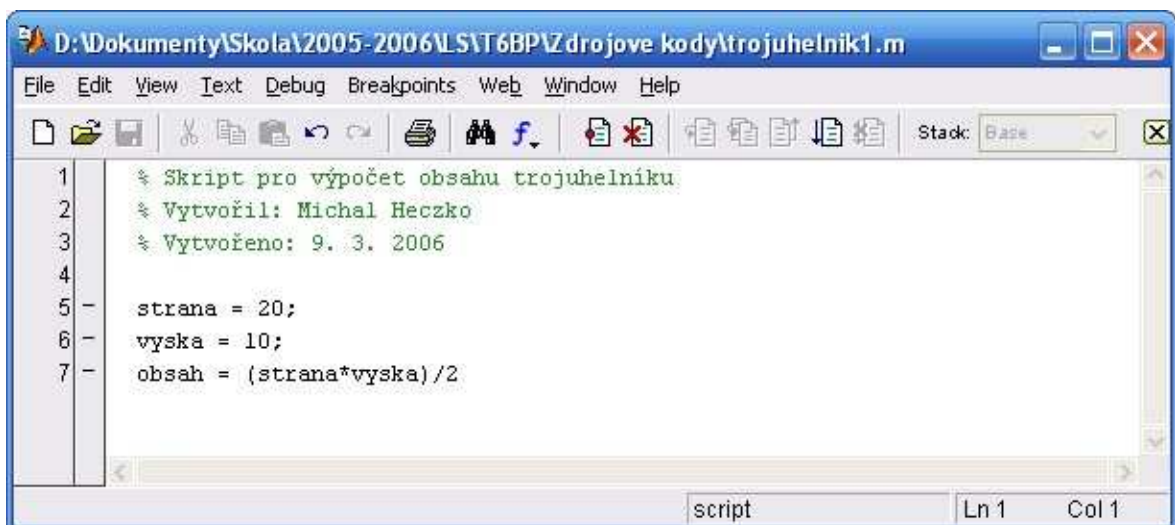 D:\Dokumenty\Skola\2005-2006\LS\T6BP\Zdrojove kody\trojuhelnik1.m
File Edit View Text Debug Breakpoints Web Window Help
Stack: Base
1 % Skript pro výpočet obsahu trojuhelníku
2 % Vytvořil: Michal Heczko
3 % Vytvořeno: 9. 3. 2006
4
5 - strana = 20;
6 - vyska = 10;
7 - obsah = (strana*vyska)/2
script Ln 1 Col 1